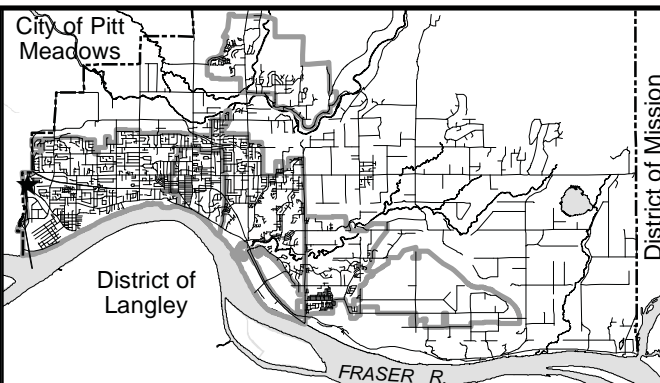 City of Pitt
Meadows
District of Mission
District of
Langley
FRASER R.